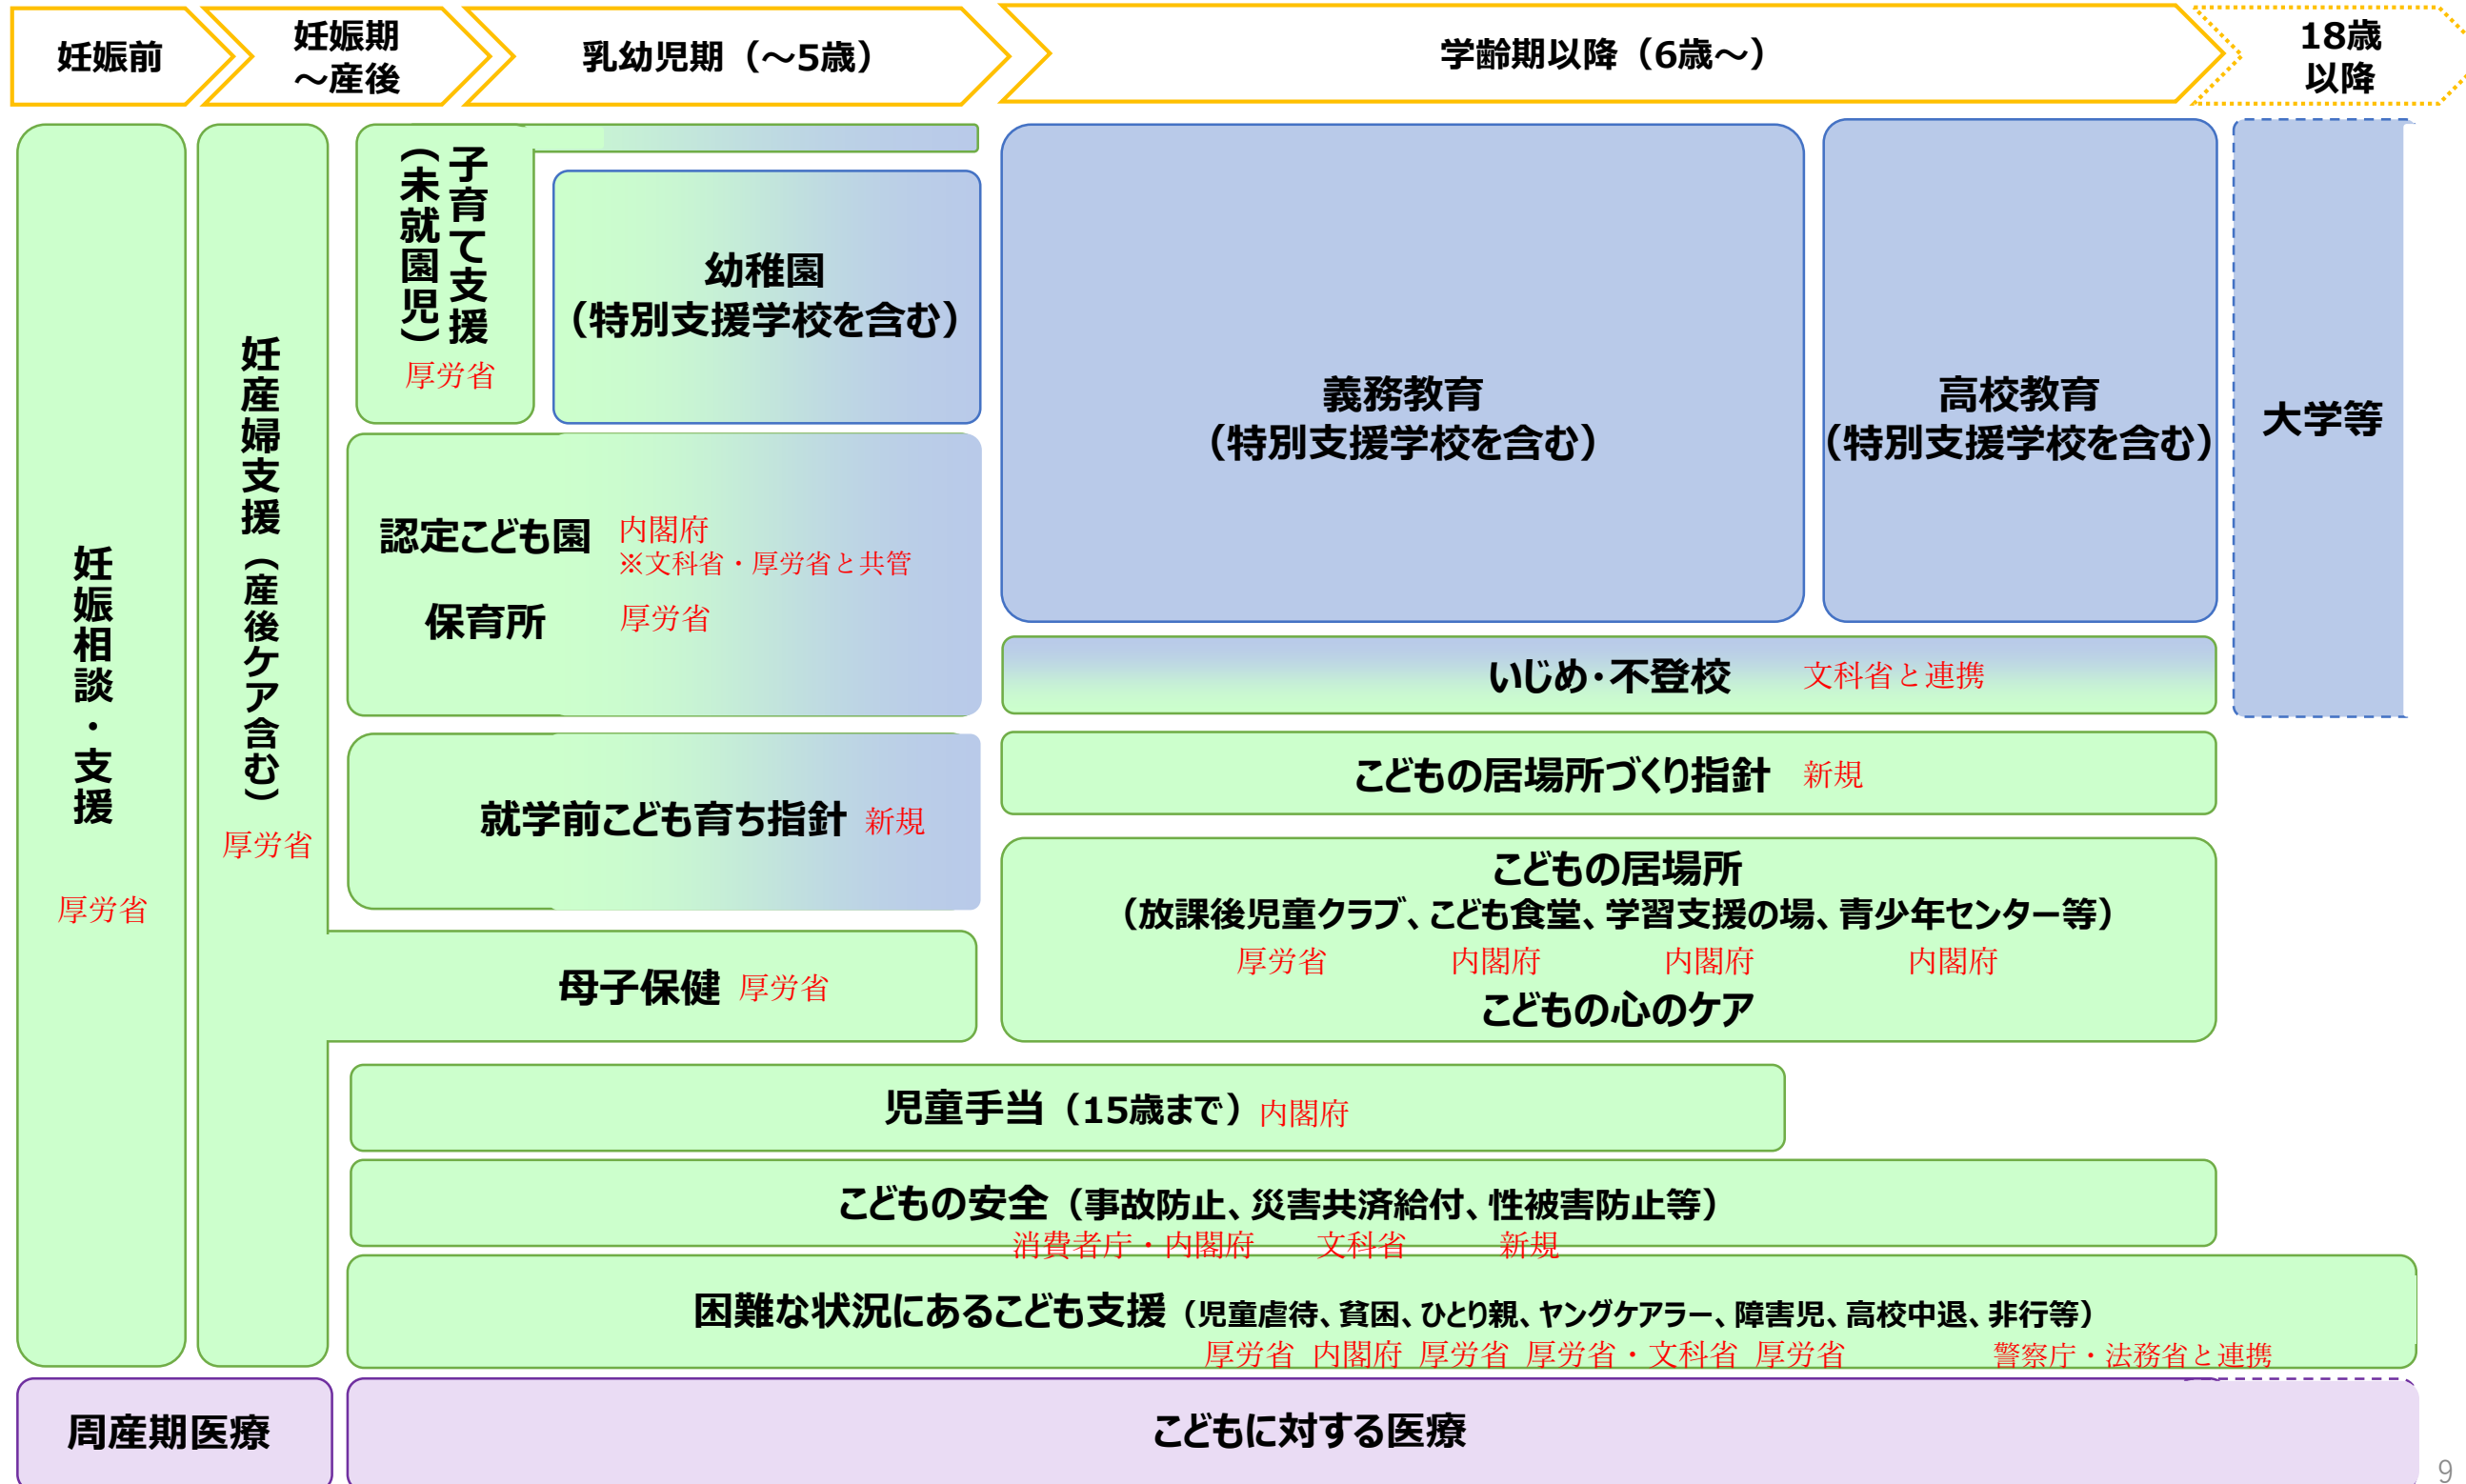 妊娠前
妊娠期
～産後
乳幼児期（～5歳）
学齢期以降（6歳～）
18歳
以降
妊娠相談・支援
厚労省
妊産婦支援（産後ケア含む）
厚労省
子育て支援
（未就園児）
厚労省
幼稚園
（特別支援学校を含む）
認定こども園 内閣府
※文科省・厚労省と共管
保育所 厚労省
就学前こども育ち指針 新規
母子保健 厚労省
義務教育
（特別支援学校を含む）
高校教育
（特別支援学校を含む）
大学等
いじめ・不登校 文科省と連携
こどもの居場所づくり指針 新規
こどもの居場所
（放課後児童クラブ、こども食堂、学習支援の場、青少年センター等）
厚労省 内閣府 内閣府 内閣府
こどもの心のケア
児童手当（15歳まで）内閣府
こどもの安全（事故防止、災害共済給付、性被害防止等）
消費者庁・内閣府 文科省 新規
困難な状況にあるこども支援（児童虐待、貧困、ひとり親、ヤングケアラー、障害児、高校中退、非行等）
厚労省 内閣府 厚労省 厚労省・文科省 厚労省 警察庁・法務省と連携
周産期医療
こどもに対する医療
9